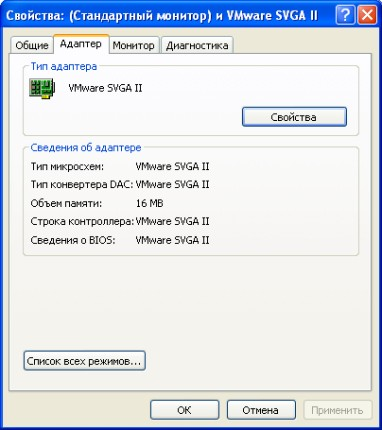 Свойства: (Стандартный монитор) и VMware SVGA II
Общие Адаптер Монитор Диагностика
Тип адаптера
VMware SVGA II
Свойства
Сведения об адаптере
Тип микросхем: VMware SVGA II
Тип конвертера DAC: VMware SVGA II
Объем памяти: 16 MB
Строка контроллера: VMware SVGA II
Сведения о BIOS: VMware SVGA II
Список всех режимов...
ОК Отмена Применить